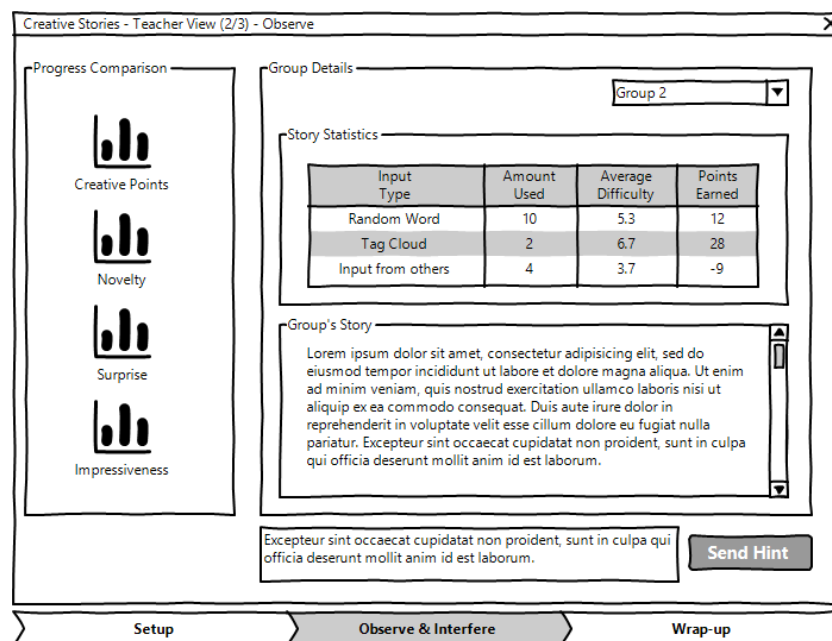 Creative Stories - Teacher View (2/3) - Observe
Progress Comparison
Creative Points
Novelty
Surprise
Impressiveness
Group Details
Group 2
Story Statistics
Input Type Amount Used Average Difficulty Points Earned
Random Word 10 5.3 12
Tag Cloud 2 6.7 28
Input from others 4 3.7 -9
Group's Story
Lorem ipsum dolor sit amet, consectetur adipisicing elit, sed do
eiusmod tempor incididunt ut labore et dolore magna aliqua. Ut enim
ad minim veniam, quis nostrud exercitation ullamco laboris nisi ut
aliquip ex ea commodo consequat. Duis aute irure dolor in
reprehenderit in voluptate velit esse cillum dolore eu fugiat nulla
pariatur. Excepteur sint occaecat cupidatat non proident, sunt in culpa
qui officia deserunt mollit anim id est laborum.
Excepteur sint occaecat cupidatat non proident, sunt in culpa qui
officia deserunt mollit anim id est laborum.
Send Hint
Setup
Observe & Interfere
Wrap-up